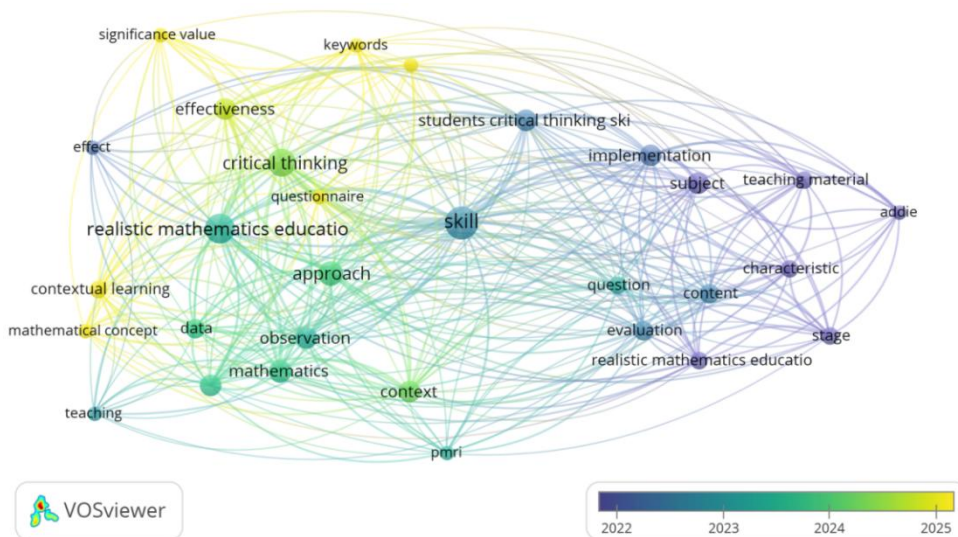 significance value
keywords
effectiveness
students critical thinking ski
effect
critical thinking
implementation
questionnaire
subject
teaching material
addie
realistic mathematics educatio
skill
approach
characteristic
contextual learning
question
content
mathematical concept
data
observation
evaluation
stage
realistic mathematics educatio
mathematics
context
teaching
pmri
VOSviewer
2022 2023 2024 2025